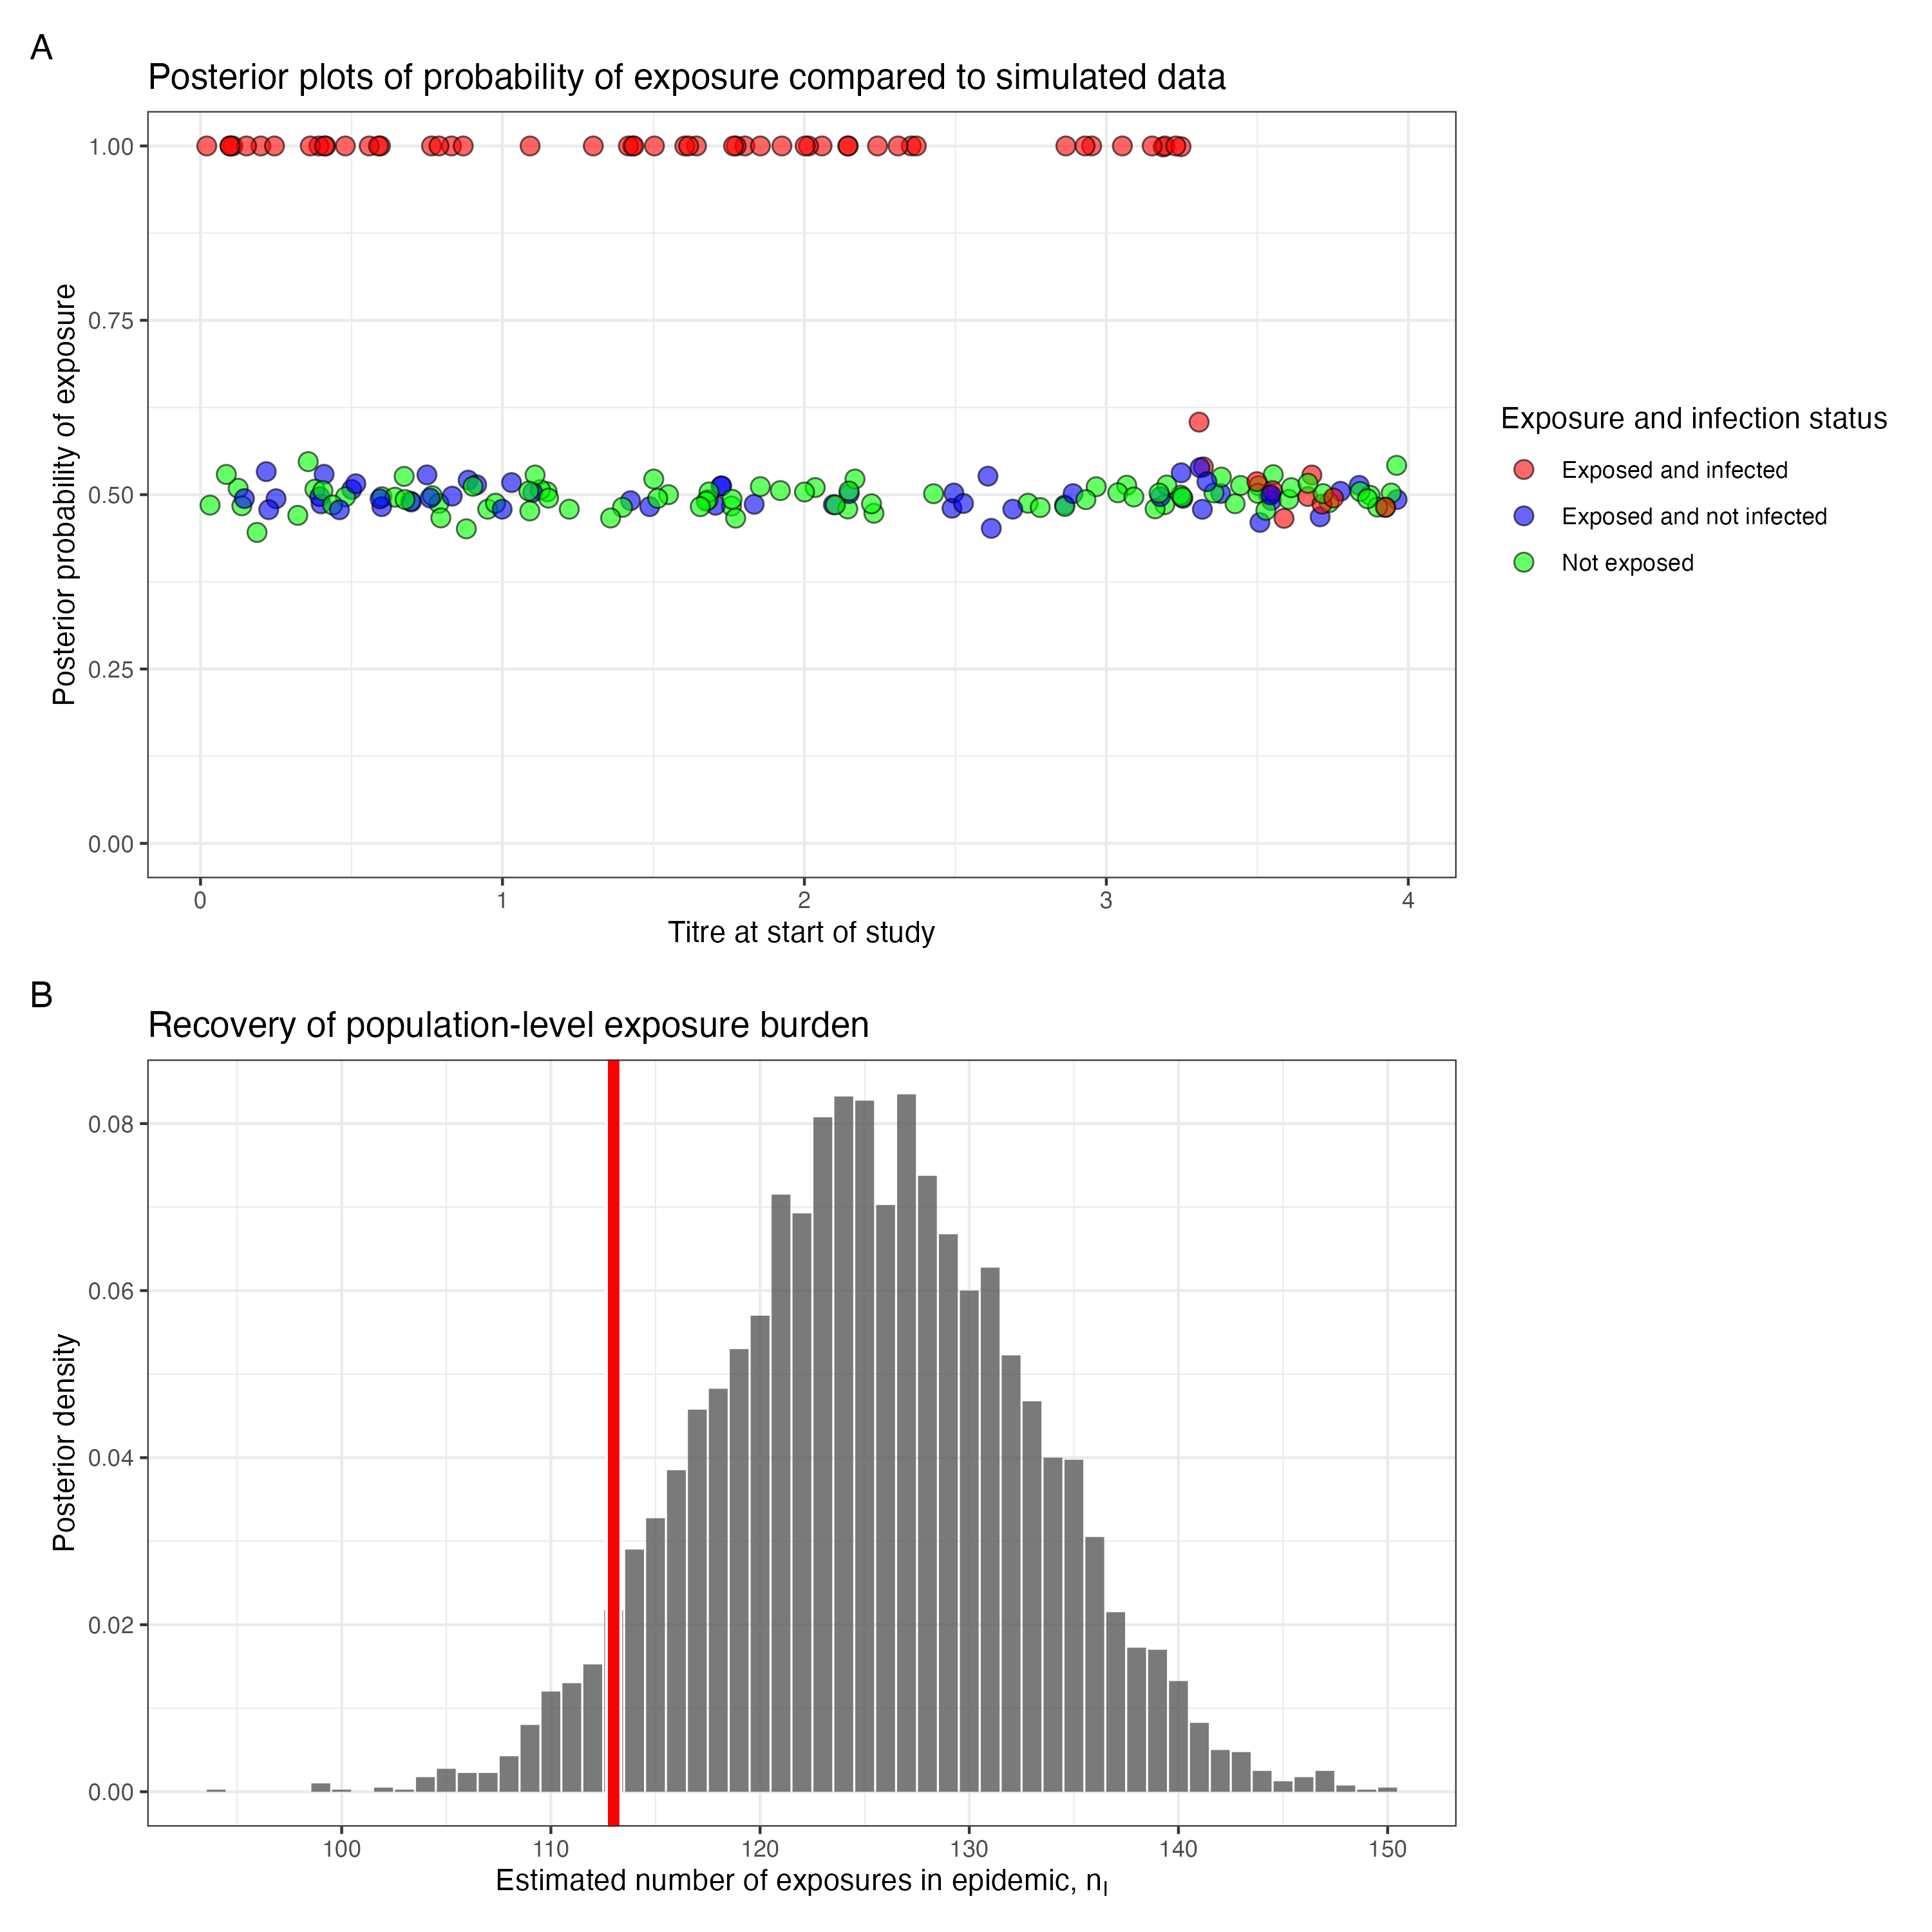 A
Posterior plots of probability of exposure compared to simulated data
Posterior probability of exposure
1.00
0.75
0.50
0.25
0.00
0 1 2 3 4
Titre at start of study
Exposure and infection status
Exposed and infected
Exposed and not infected
Not exposed
B
Recovery of population-level exposure burden
Posterior density
0.08
0.06
0.04
0.02
0.00
100 110 120 130 140 150
Estimated number of exposures in epidemic, nI